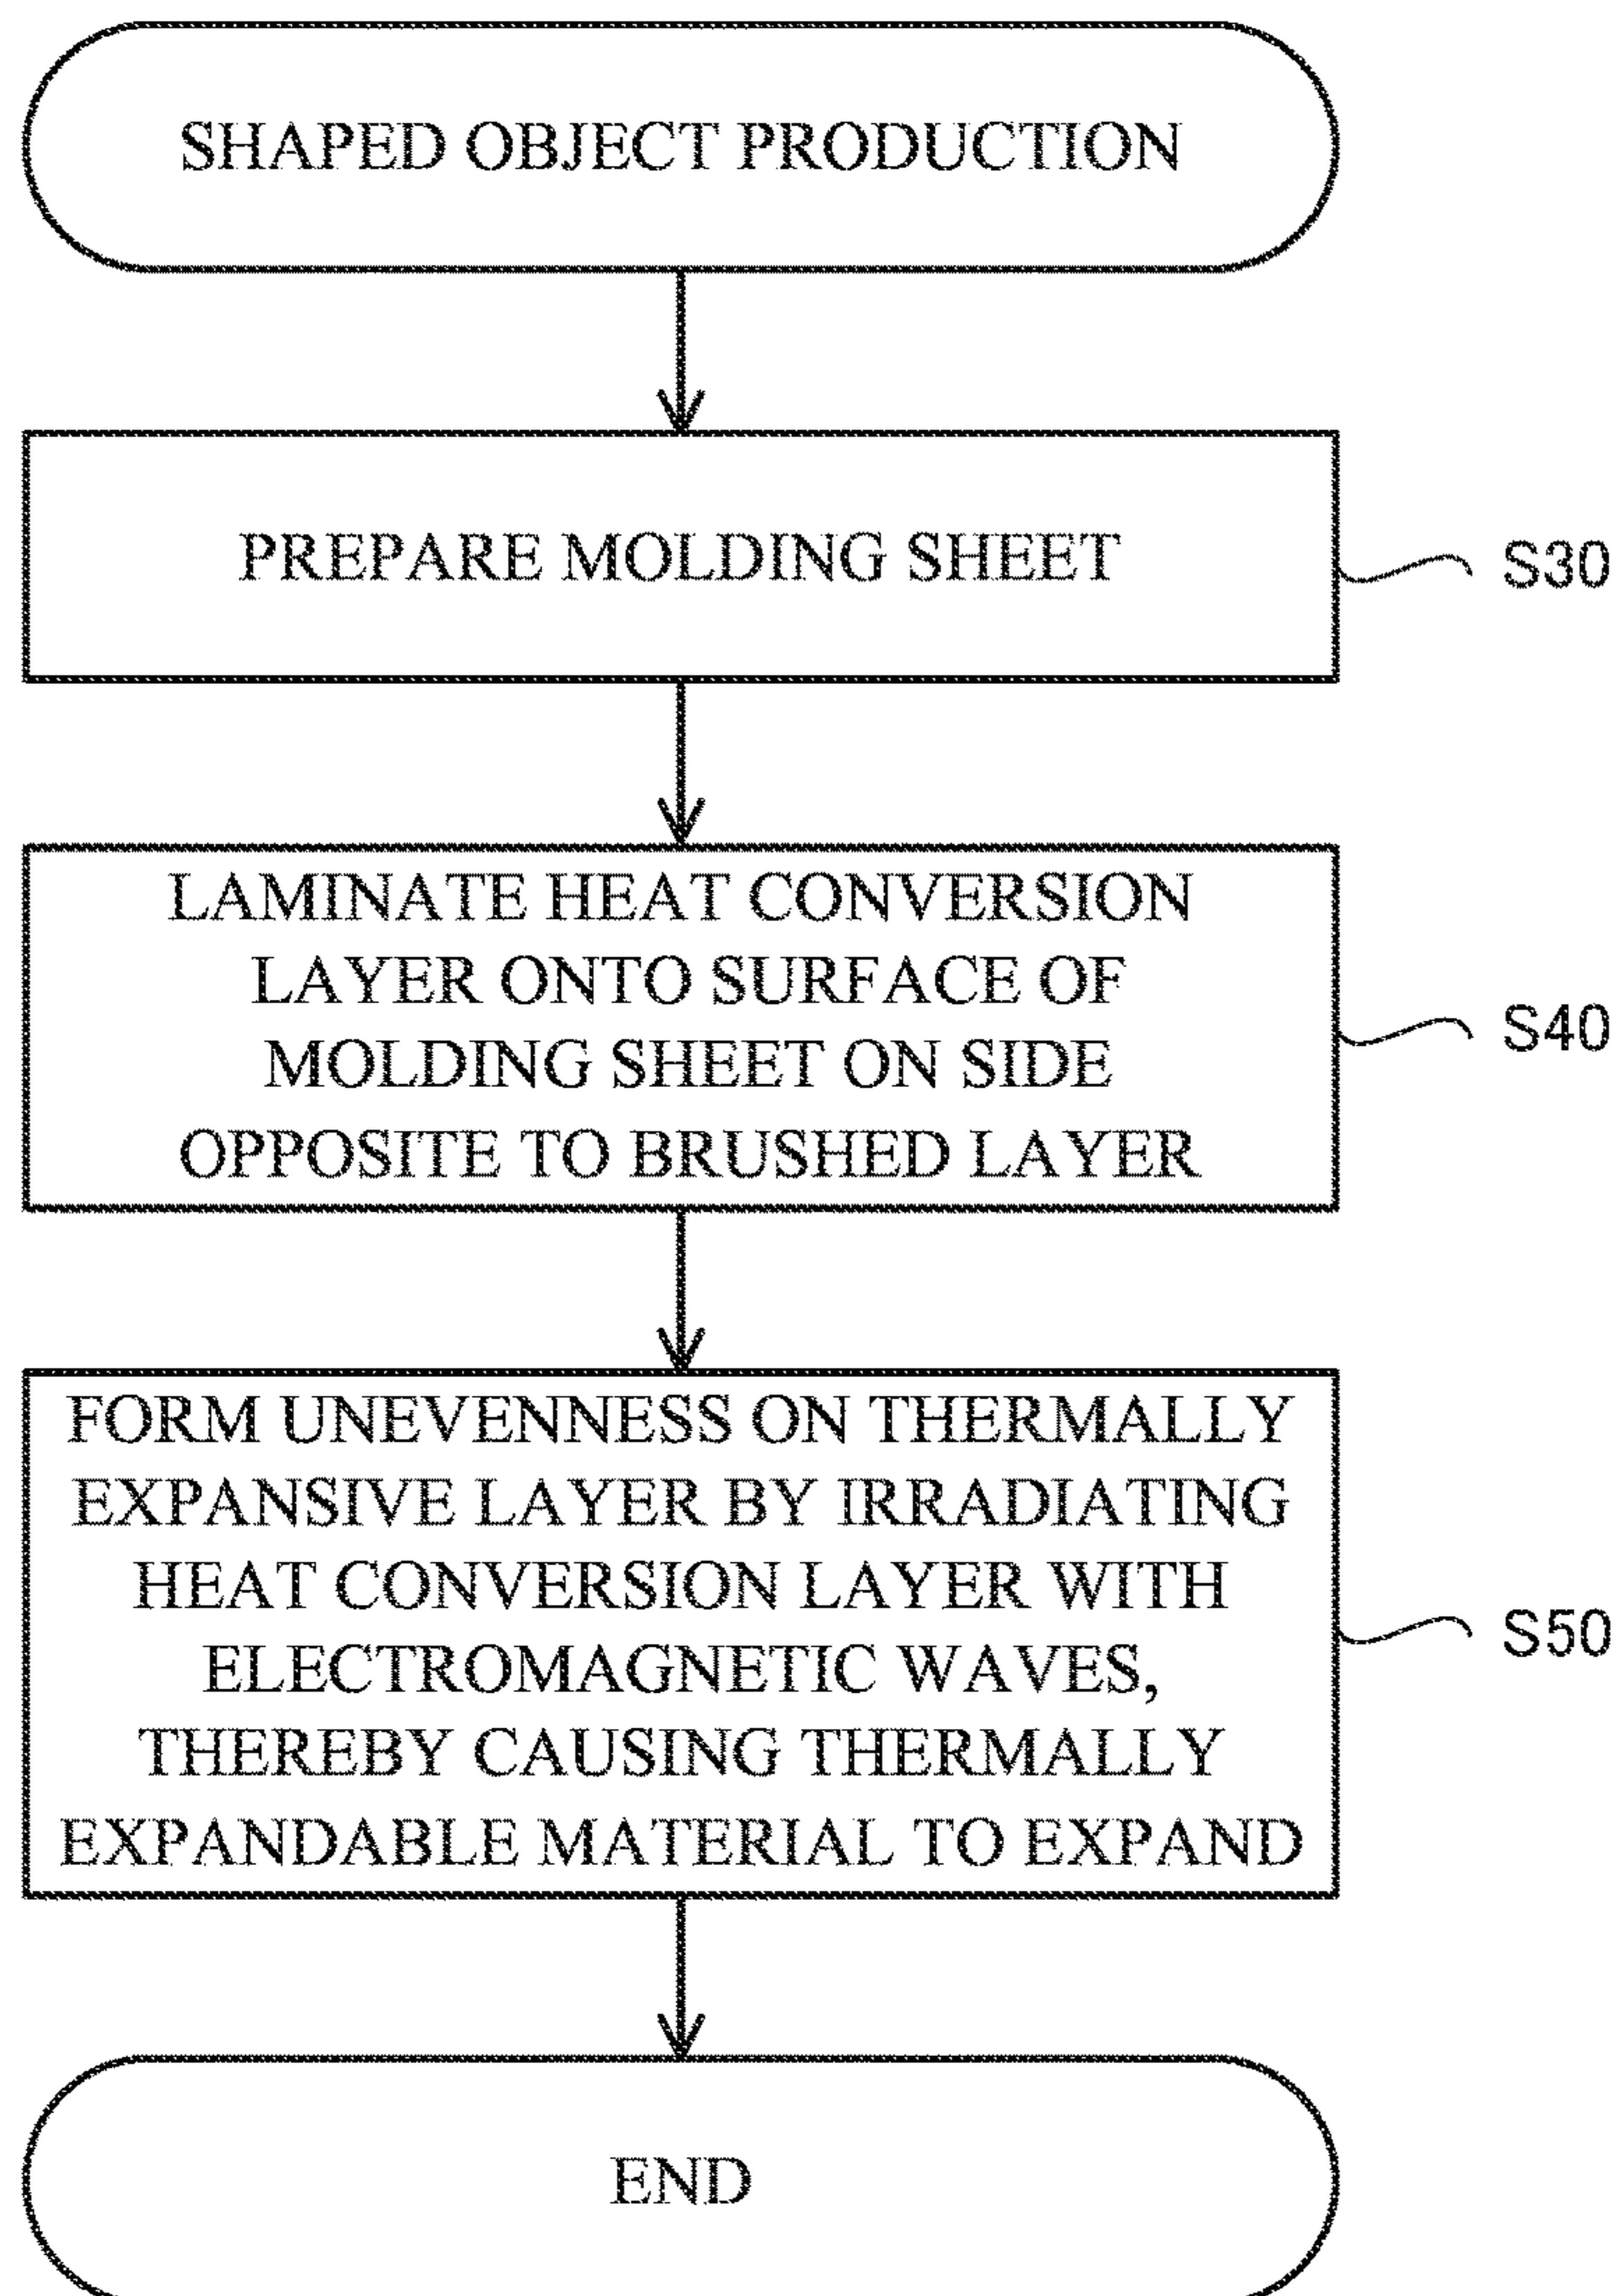 SHAPED OBJECT PRODUCTION
PREPARE MOLDING SHEET
S30
LAMINATE HEAT CONVERSION
LAYER ONTO SURFACE OF
MOLDING SHEET ON SIDE
OPPOSITE TO BRUSHED LAYER
S40
FORM UNEVENNESS ON THERMALLY
EXPANSIVE LAYER BY IRRADIATING
HEAT CONVERSION LAYER WITH
ELECTROMAGNETIC WAVES,
THEREBY CAUSING THERMALLY
EXPANDABLE MATERIAL TO EXPAND
S50
END